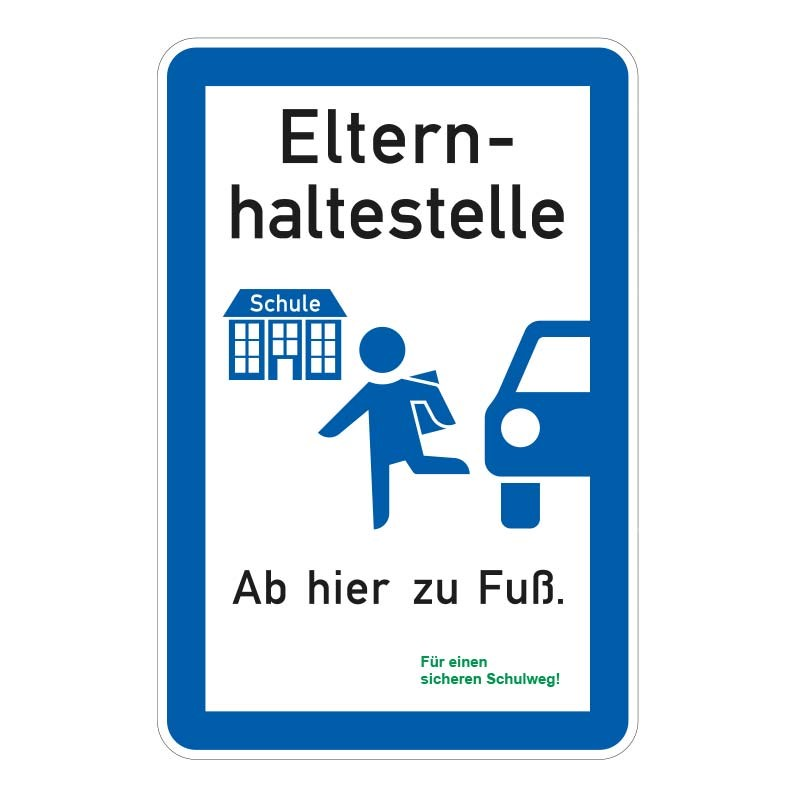 Eltern-
haltestelle
Schule
Ab hier zu Fuß.
Für einen
sicheren Schulweg!